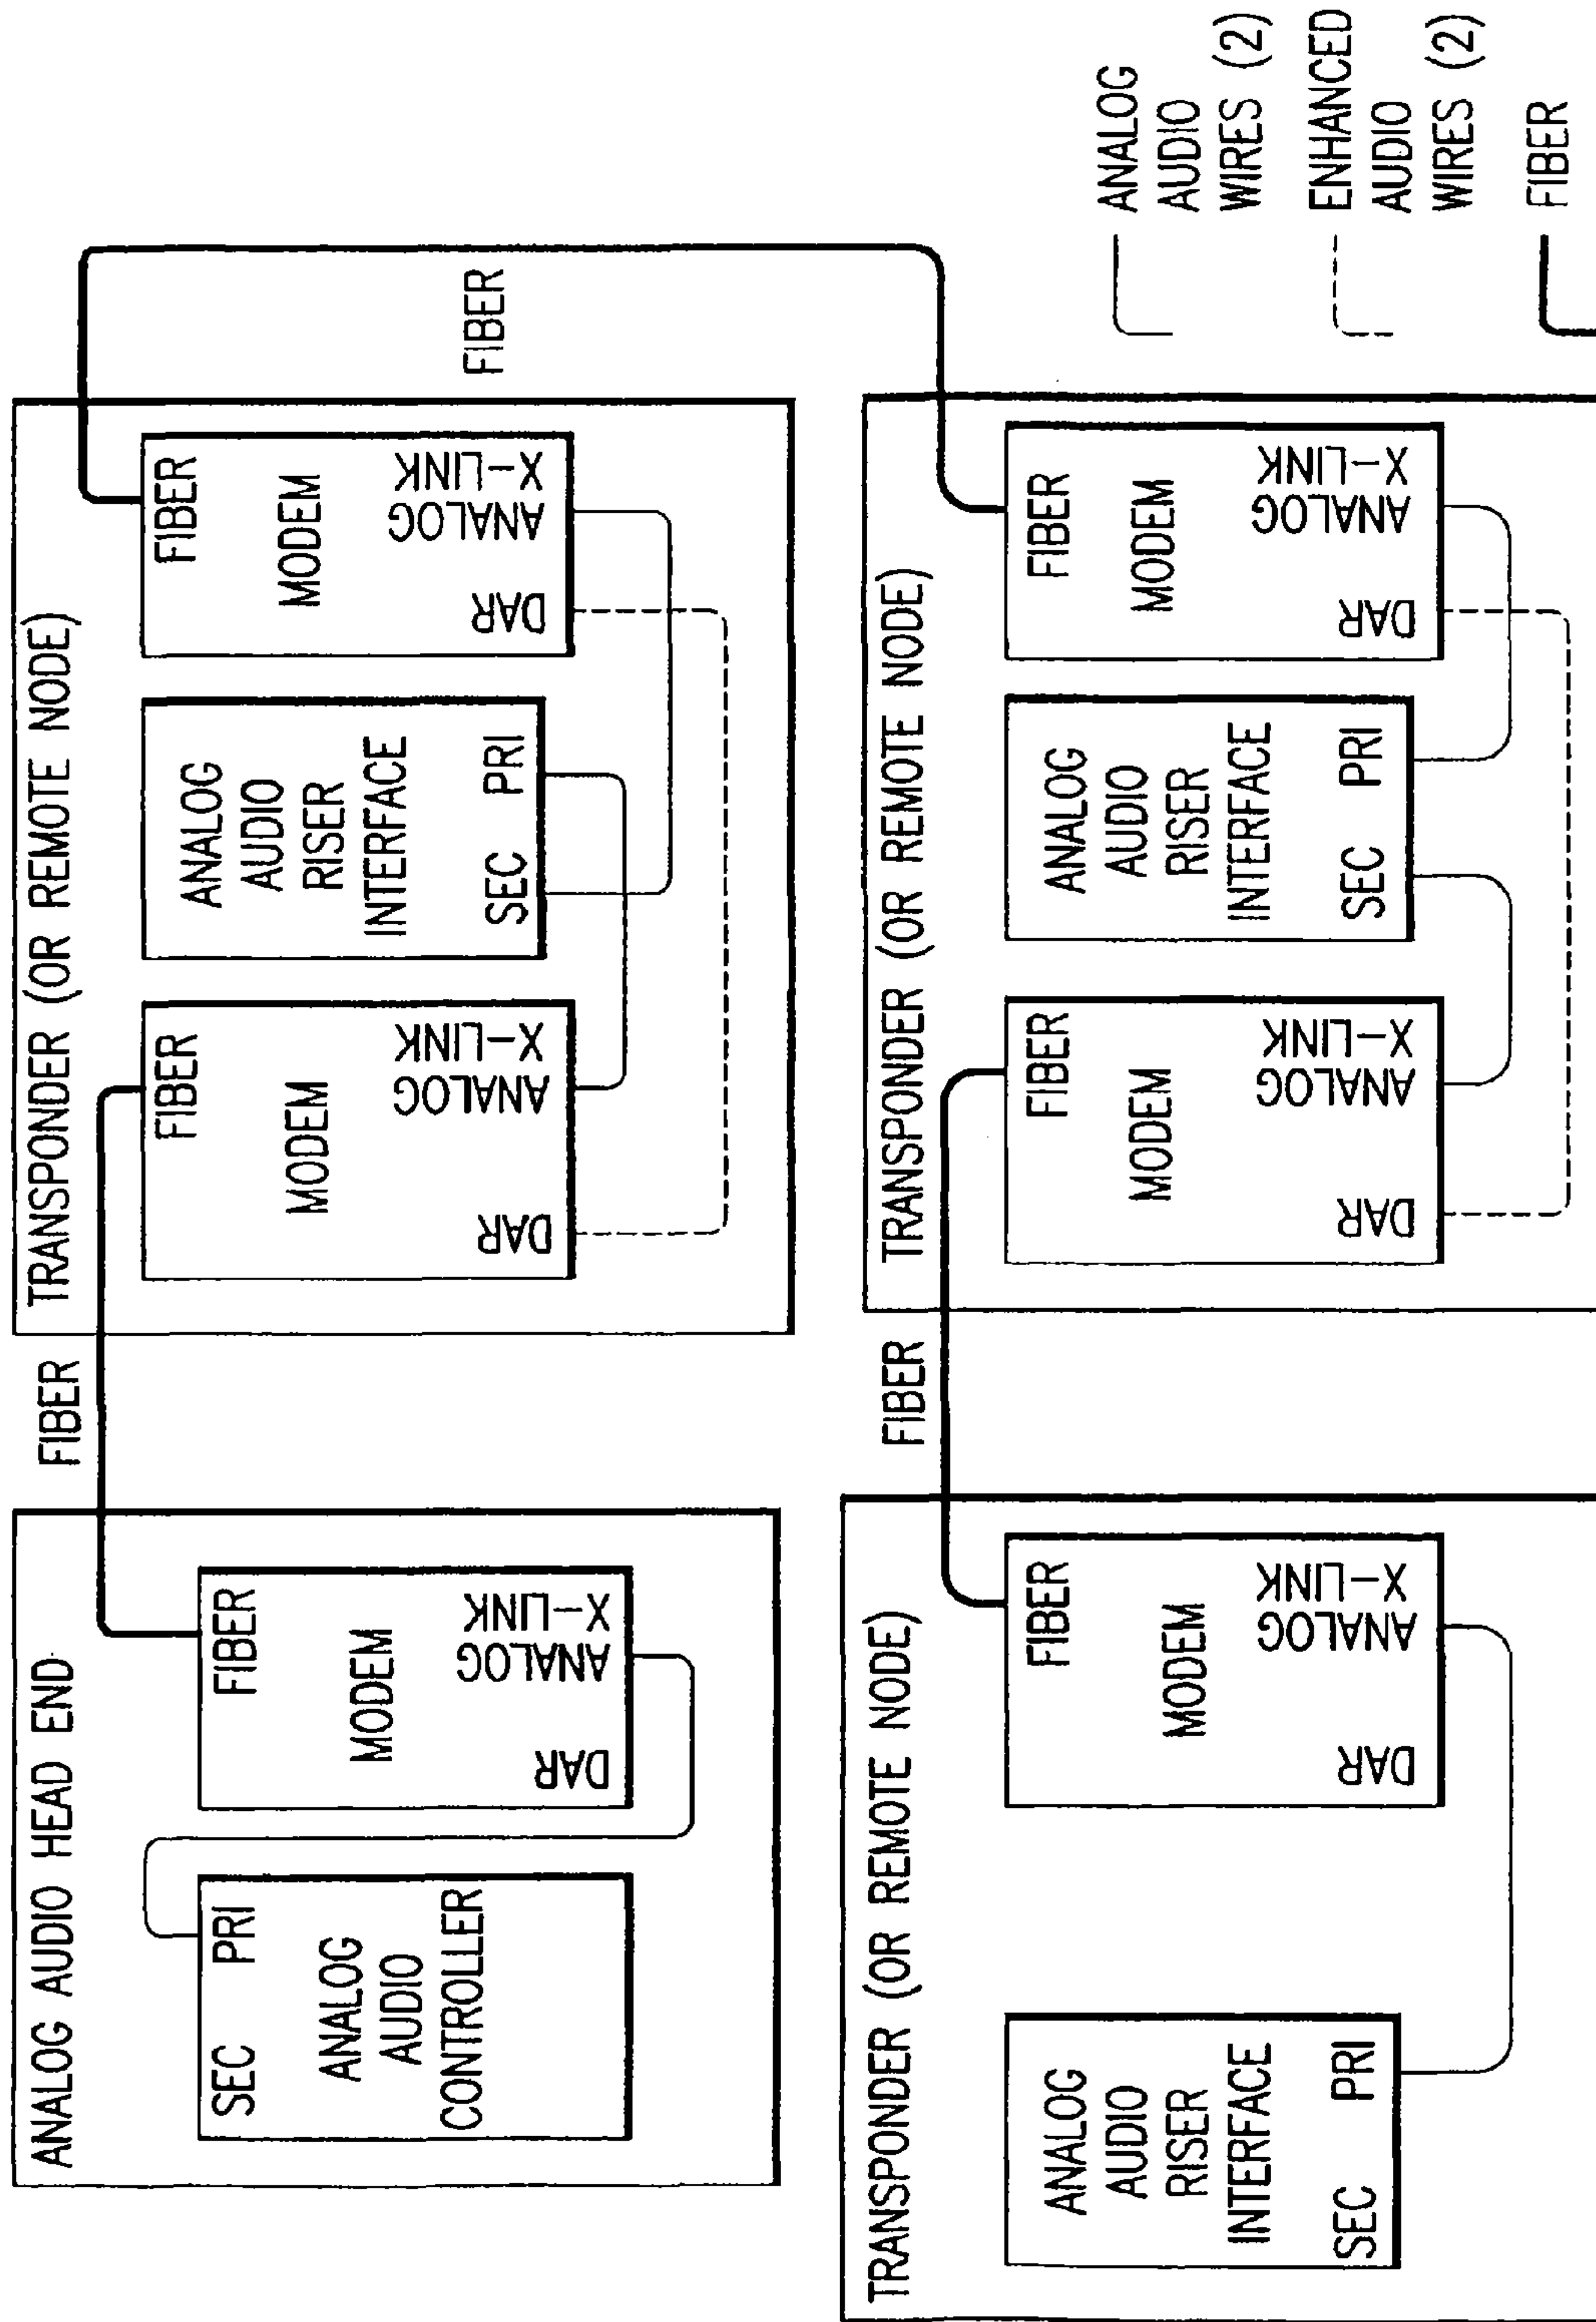 ANALOG AUDIO HEAD END
SEC PRI
ANALOG
AUDIO
CONTROLLER
FIBER
MODEM
DAR
ANALOG
X-LINK
FIBER
TRANSPONDER (OR REMOTE NODE)
FIBER
MODEM
DAR
ANALOG
X-LINK
ANALOG
AUDIO
RISER
INTERFACE
SEC PRI
FIBER
MODEM
DAR
ANALOG
X-LINK
FIBER
TRANSPONDER (OR REMOTE NODE)
ANALOG
AUDIO
RISER
INTERFACE
SEC PRI
FIBER
MODEM
DAR
ANALOG
X-LINK
FIBER
TRANSPONDER (OR REMOTE NODE)
FIBER
MODEM
DAR
ANALOG
X-LINK
ANALOG
AUDIO
RISER
INTERFACE
SEC PRI
FIBER
MODEM
DAR
ANALOG
X-LINK
ANALOG
AUDIO
WIRES (2)
ENHANCED
AUDIO
WIRES (2)
FIBER